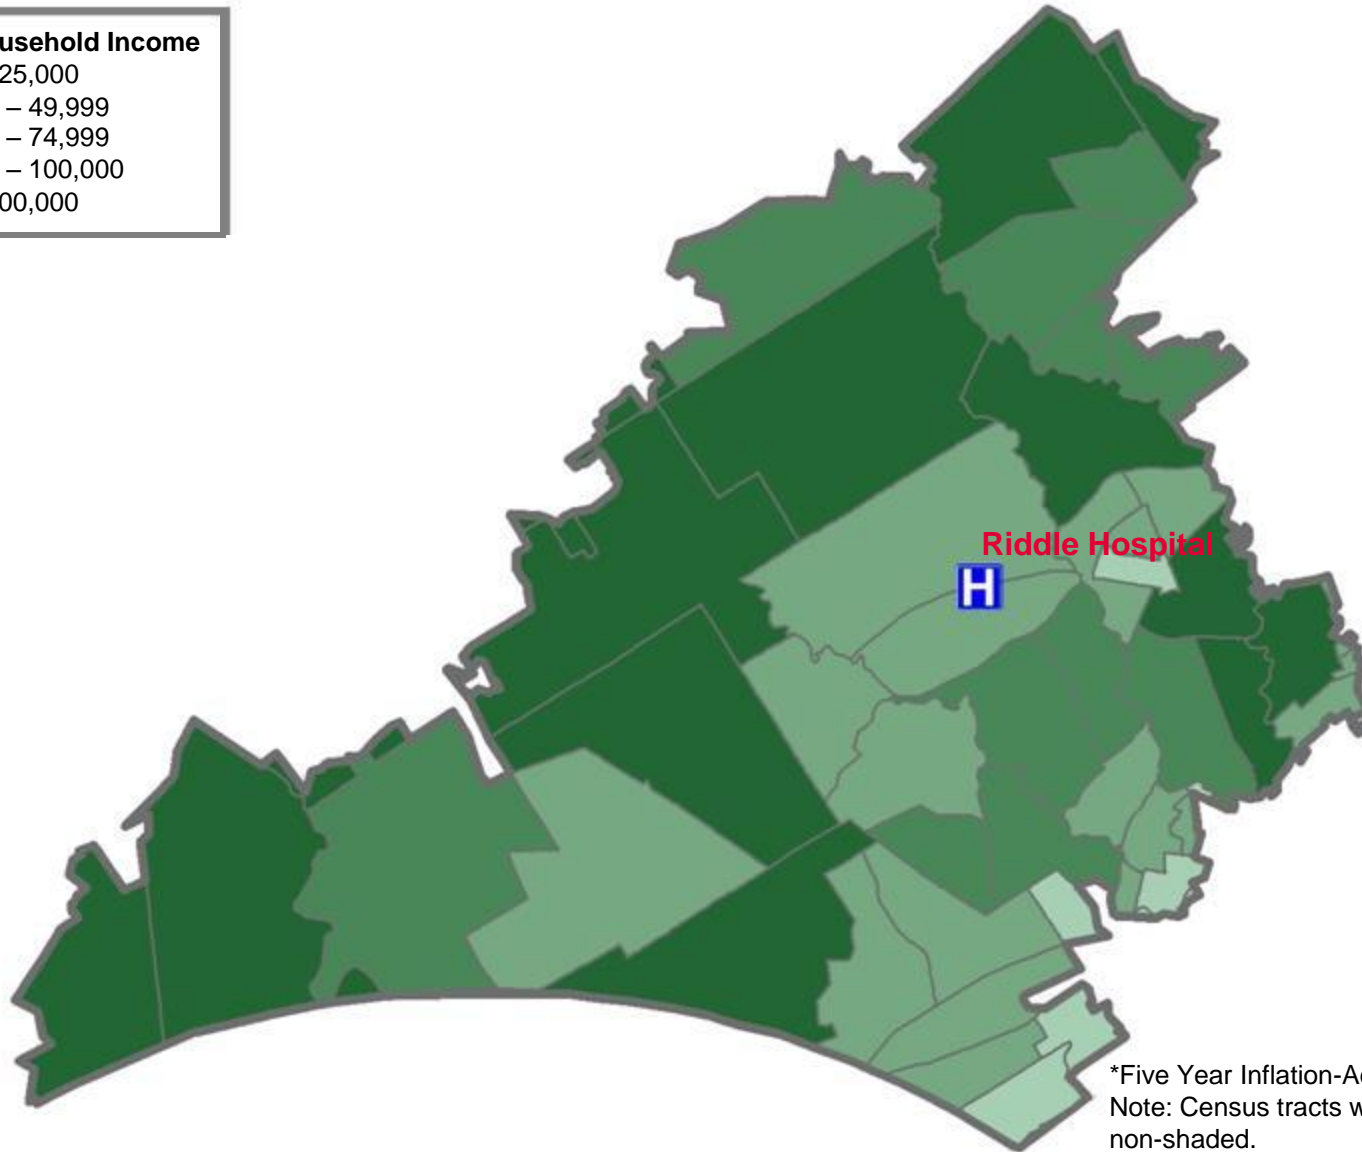 usehold Income
25,000
– 49,999
– 74,999
– 100,000
00,000
Riddle Hospital
H
*Five Year Inflation-A
Note: Census tracts w
non-shaded.